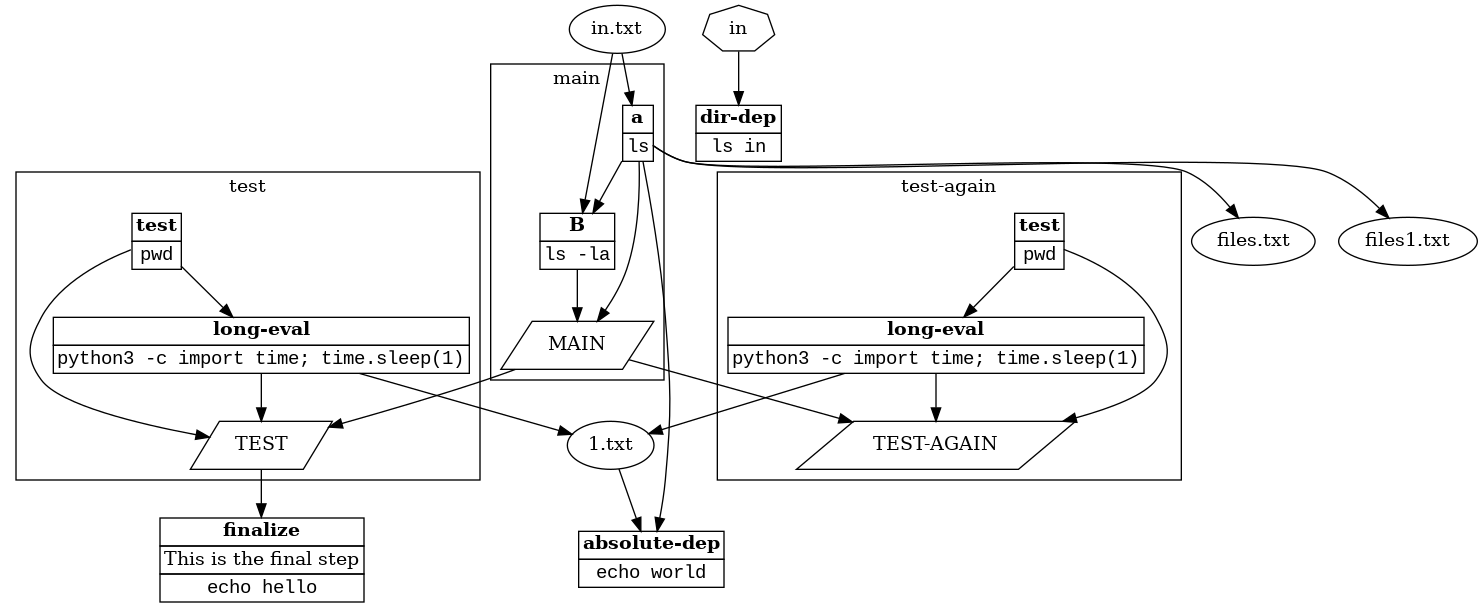 in.txt
in
main
a
ls
dir-dep
ls in
test
test-again
test
pwd
B
ls -la
test
pwd
files.txt
files1.txt
long-eval
python3 -c import time; time.sleep(1)
MAIN
long-eval
python3 -c import time; time.sleep(1)
TEST
1.txt
TEST-AGAIN
finalize
This is the final step
echo hello
absolute-dep
echo world